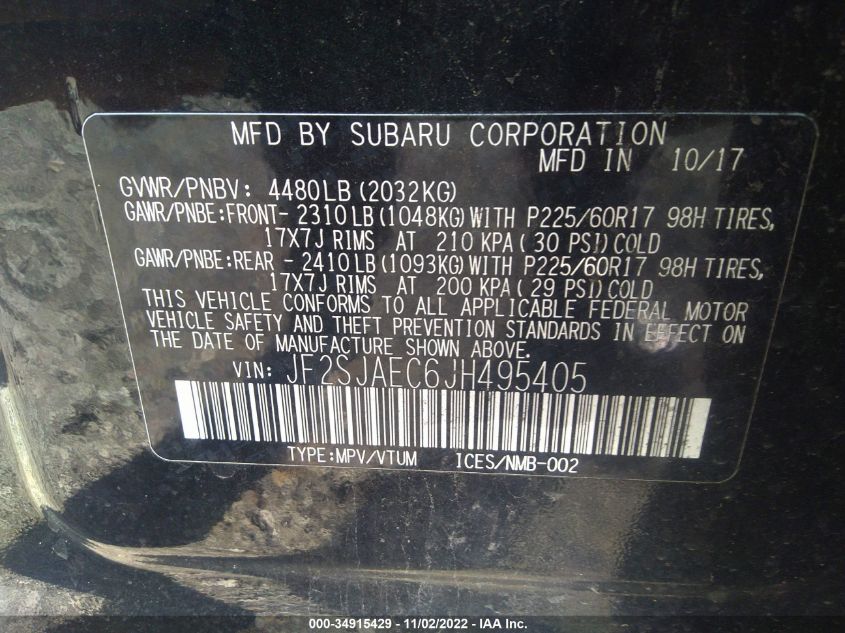 MFD BY SUBARU CORPORATION
MFD IN 10/17
GVWR/PNBV: 4480LB (2032KG)
GAWR/PNBE:FRONT- 2310LB(1048KG)WITH P225/60R17 98H TIRES,
17X7J RIMS AT 210 KPA( 30 PSI)COLD
GAWR/PNBE:REAR - 2410LB(1093KG)WITH P225/60R17 98H TIRES,
17X7J RIMS AT 200 KPA( 29 PSI)COLD
THIS VEHICLE CONFORMS TO ALL APPLICABLE FEDERAL MOTOR
VEHICLE SAFETY AND THEFT PREVENTION STANDARDS IN EFFECT ON
THE DATE OF MANUFACTURE SHOWN ABOVE.
VIN: JF2SJAEC6JH495405
TYPE:MPV/VTUM ICES/NMB-002
000-34915429 - 11/02/2022 - IAA Inc.